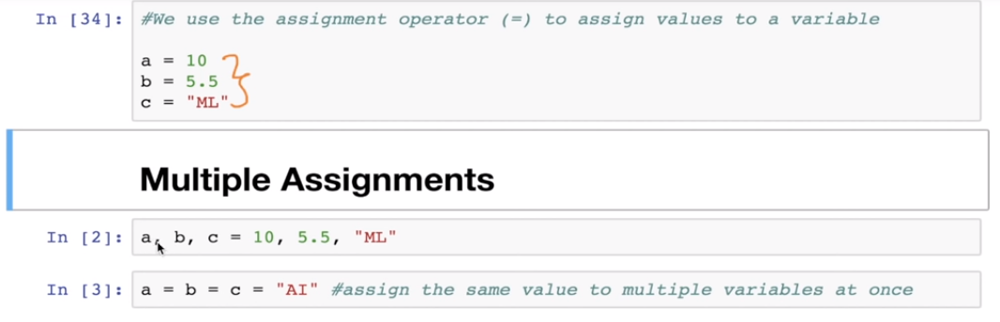 In [34]: #We use the assignment operator (=) to assign values to a variable
a = 10
b = 5.5
c = "ML"
Multiple Assignments
In [2]: a, b, c = 10, 5.5, "ML"
In [3]: a = b = c = "AI" #assign the same value to multiple variables at once